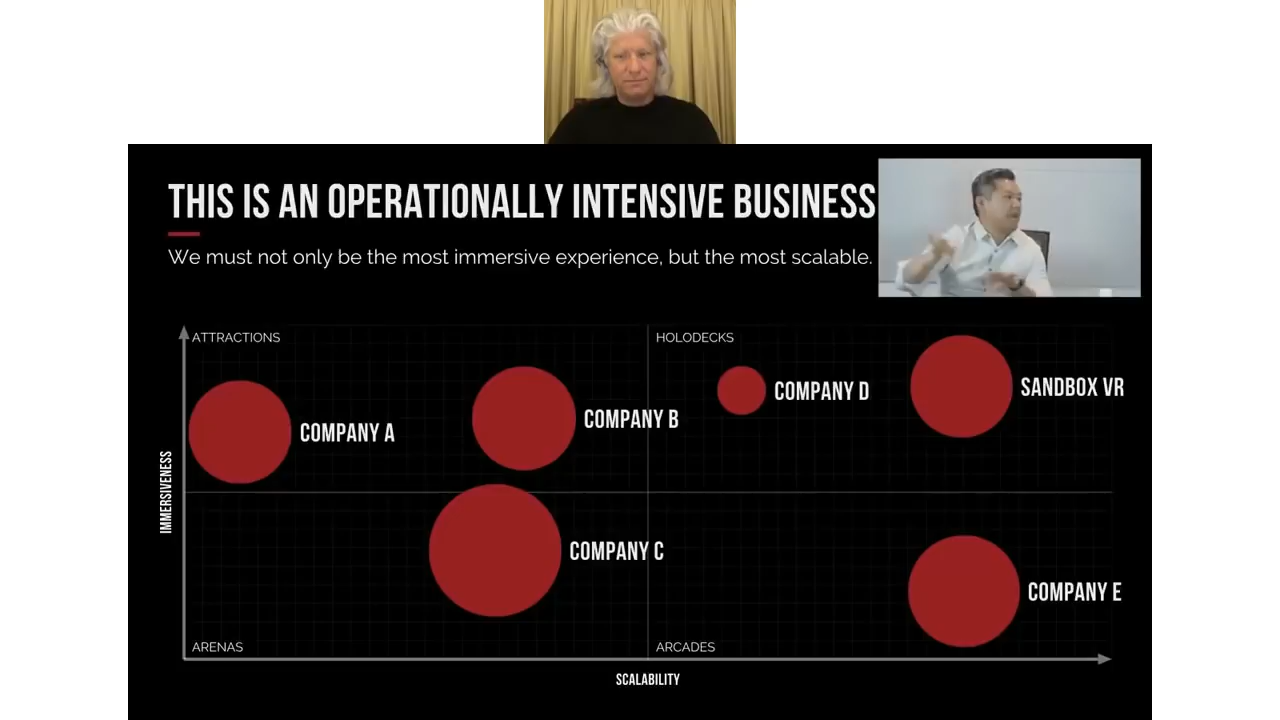 THIS IS AN OPERATIONALLY INTENSIVE BUSINESS
We must not only be the most immersive experience, but the most scalable.
ATTRACTIONS
HOLODECKS
COMPANY A
COMPANY B
COMPANY D
SANDBOX VR
IMMERSIVENESS
COMPANY C
COMPANY E
ARENAS
ARCADES
SCALABILITY